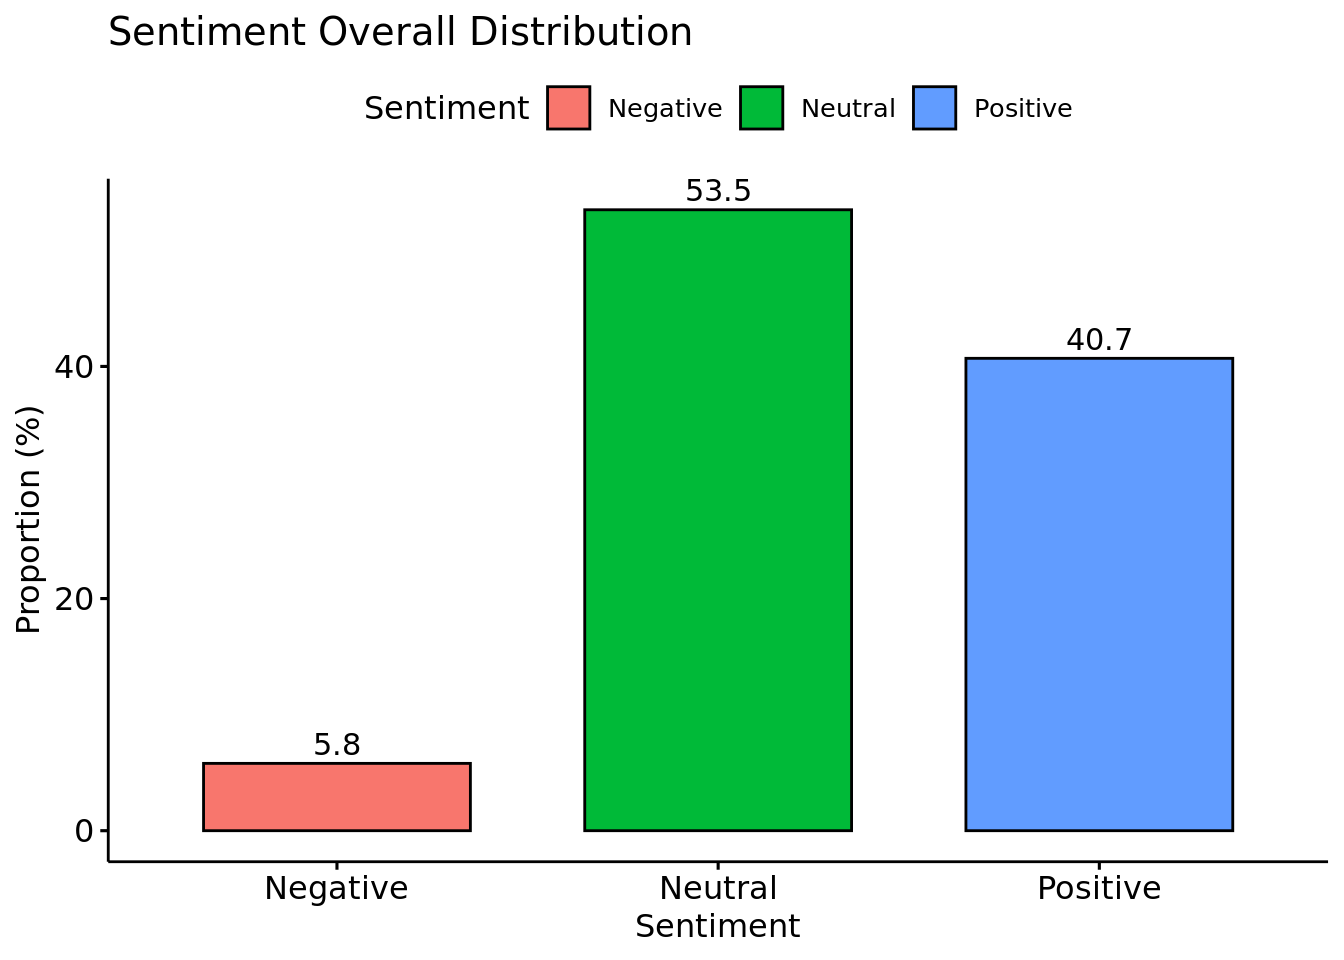 Sentiment Overall Distribution
Sentiment Negative Neutral Positive
53.5
40.7
5.8
40
20
0
Proportion (%)
Negative Neutral Positive
Sentiment